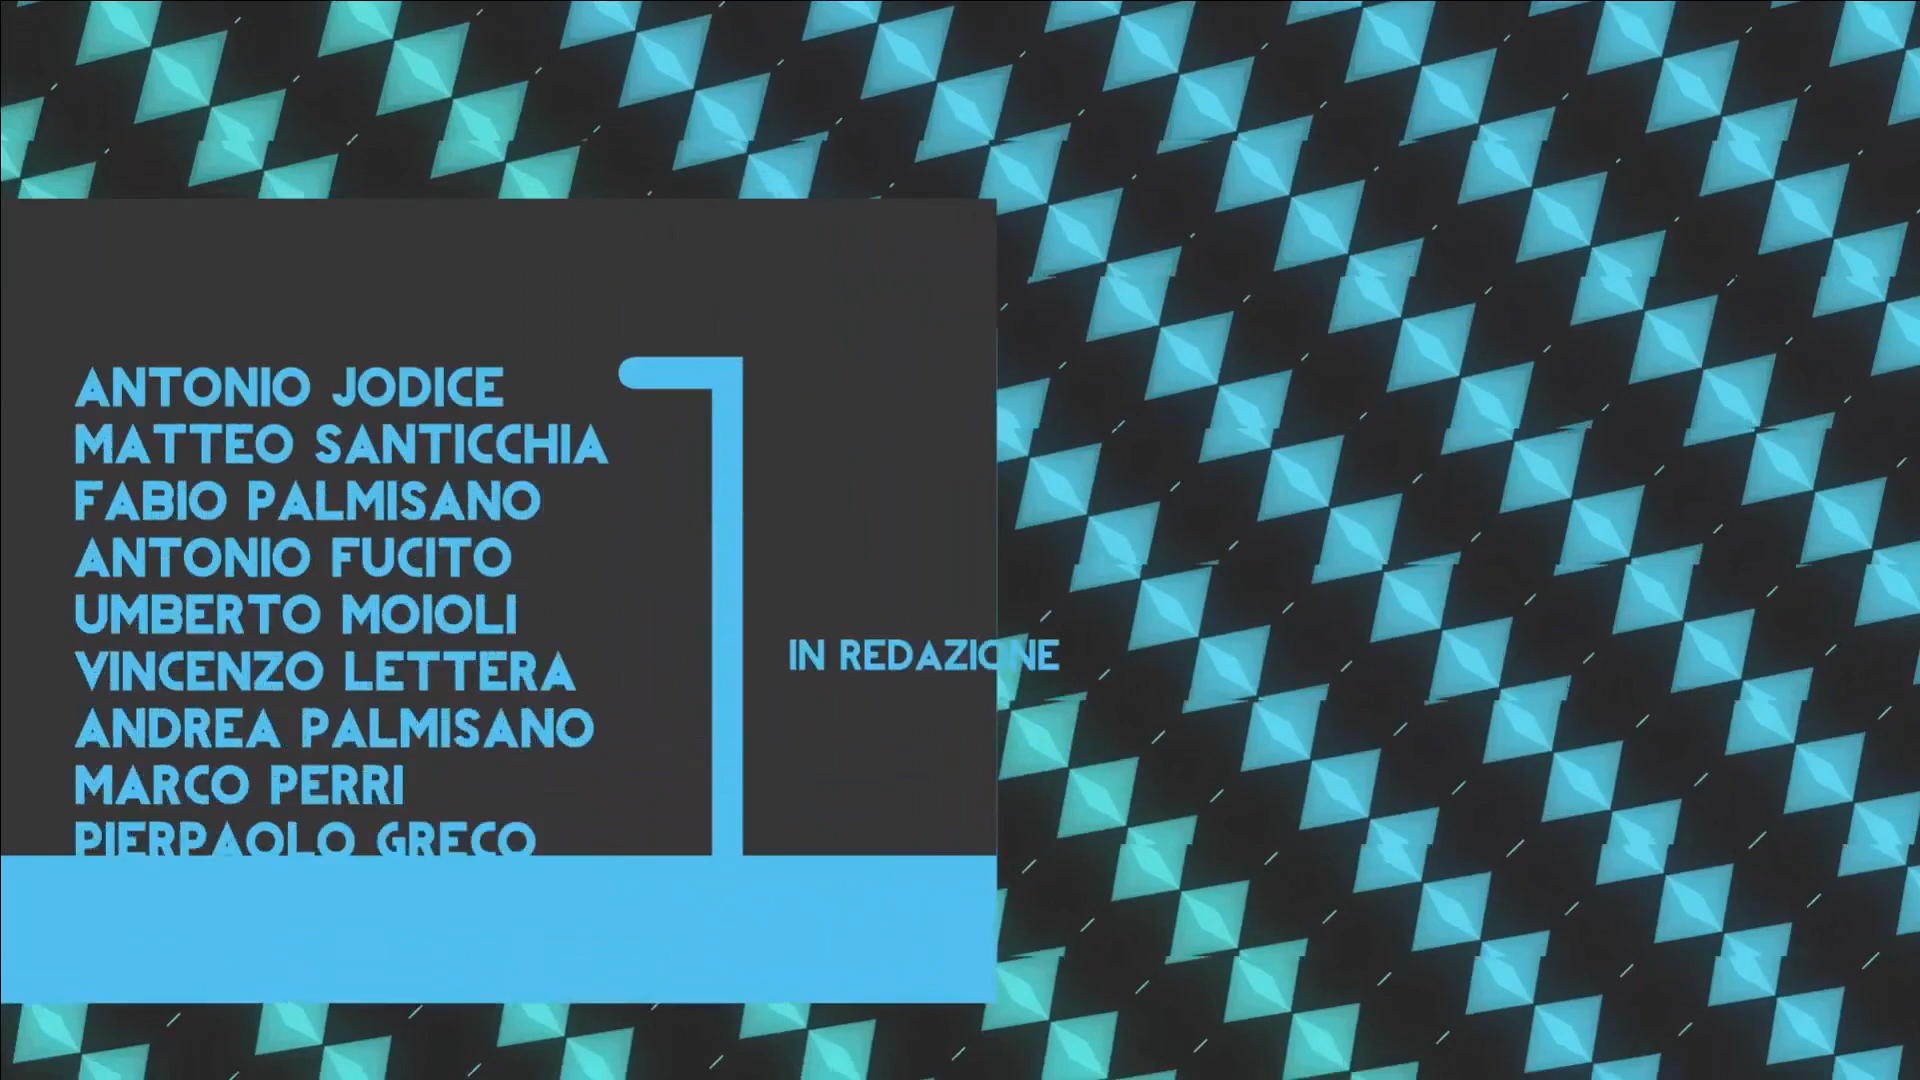 ANTONIO JODICE
MATTEO SANTICCHIA
FABIO PALMISANO
ANTONIO FUCITO
UMBERTO MOIOLI
VINCENZO LETTERA
ANDREA PALMISANO
MARCO PERRI
PIERPAOLO GRECO
IN REDAZIONE